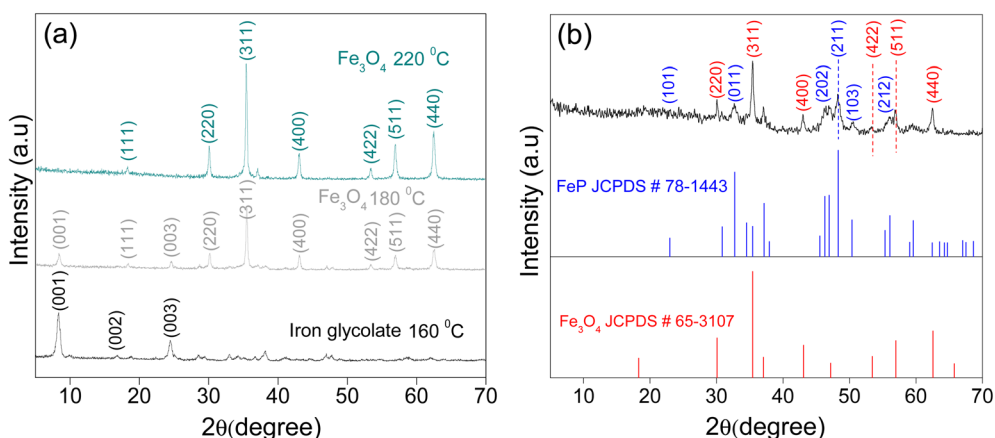 (a)
Fe3O4 220 0C
(111)
(220)
(311)
(400)
(422)
(511)
(440)
Fe3O4 180 0C
(001)
(111)
(003)
(220)
(311)
(400)
(422)
(511)
(440)
(001)
(002)
(003)
Iron glycolate 160 0C
Intensity (a.u)
10 20 30 40 50 60 70
2θ(degree)
(b)
(101)
(220)
(011)
(311)
(400)
(202)
(211)
(103)
(422)
(212)
(511)
(440)
FeP JCPDS # 78-1443
Fe3O4 JCPDS # 65-3107
Intensity (a.u)
10 20 30 40 50 60 70
2θ(degree)